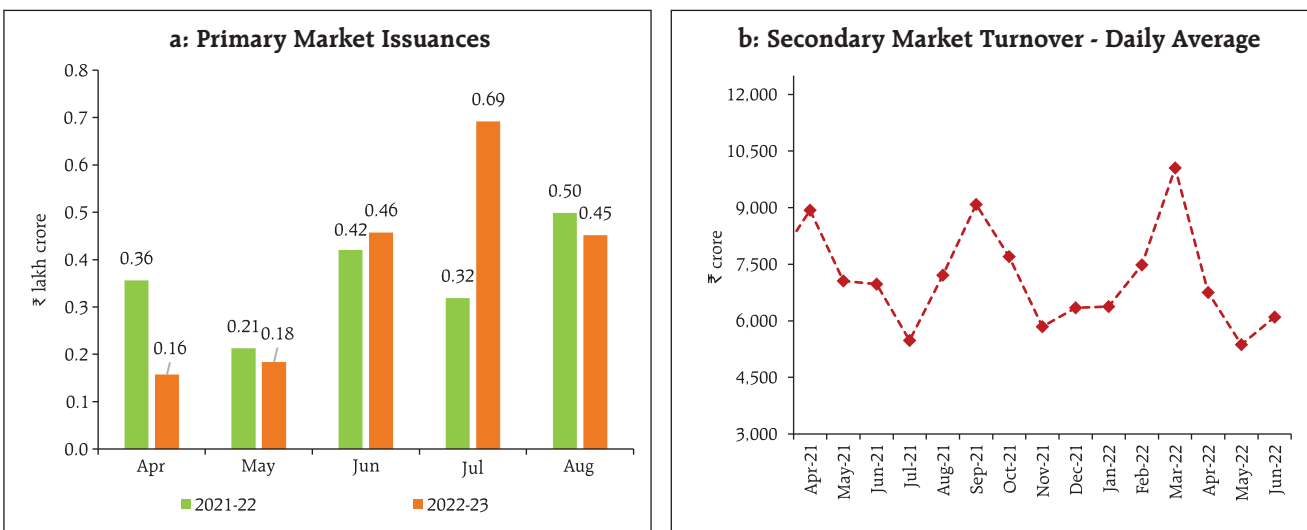 a: Primary Market Issuances
₹ lakh crore
0.8
0.7
0.6
0.5
0.4
0.3
0.2
0.1
0.0
0.36
0.16
0.21
0.18
0.42
0.46
0.32
0.69
0.50
0.45
Apr May Jun Jul Aug
2021-22 2022-23
b: Secondary Market Turnover - Daily Average
₹ crore
12,000
10,500
9,000
7,500
6,000
4,500
3,000
Apr-21
May-21
Jun-21
Jul-21
Aug-21
Sep-21
Oct-21
Nov-21
Dec-21
Jan-22
Feb-22
Mar-22
Apr-22
May-22
Jun-22